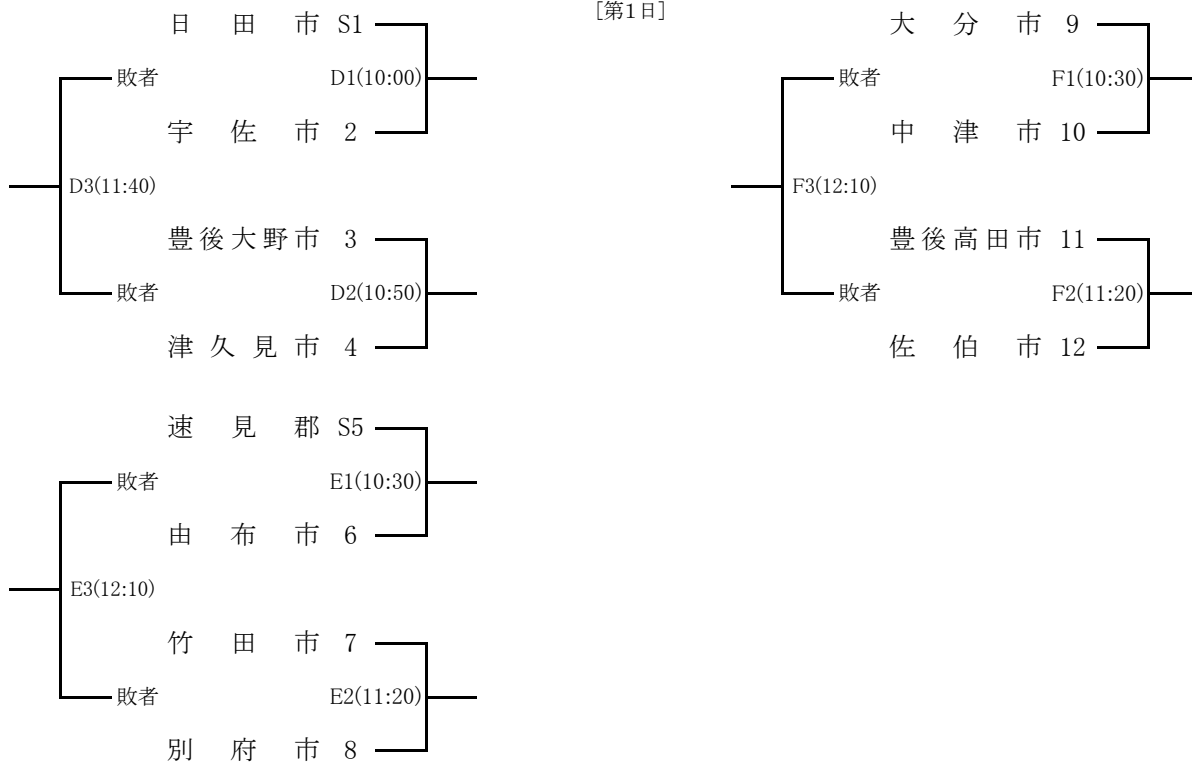 [第1日]
日田市 S1
敗者 D1(10:00)
宇佐市 2
D3(11:40)
豊後大野市 3
敗者 D2(10:50)
津久見市 4
速見郡 S5
敗者 E1(10:30)
由布市 6
E3(12:10)
竹田市 7
敗者 E2(11:20)
別府市 8
大分市 9
敗者 F1(10:30)
中津市 10
F3(12:10)
豊後高田市 11
敗者 F2(11:20)
佐伯市 12